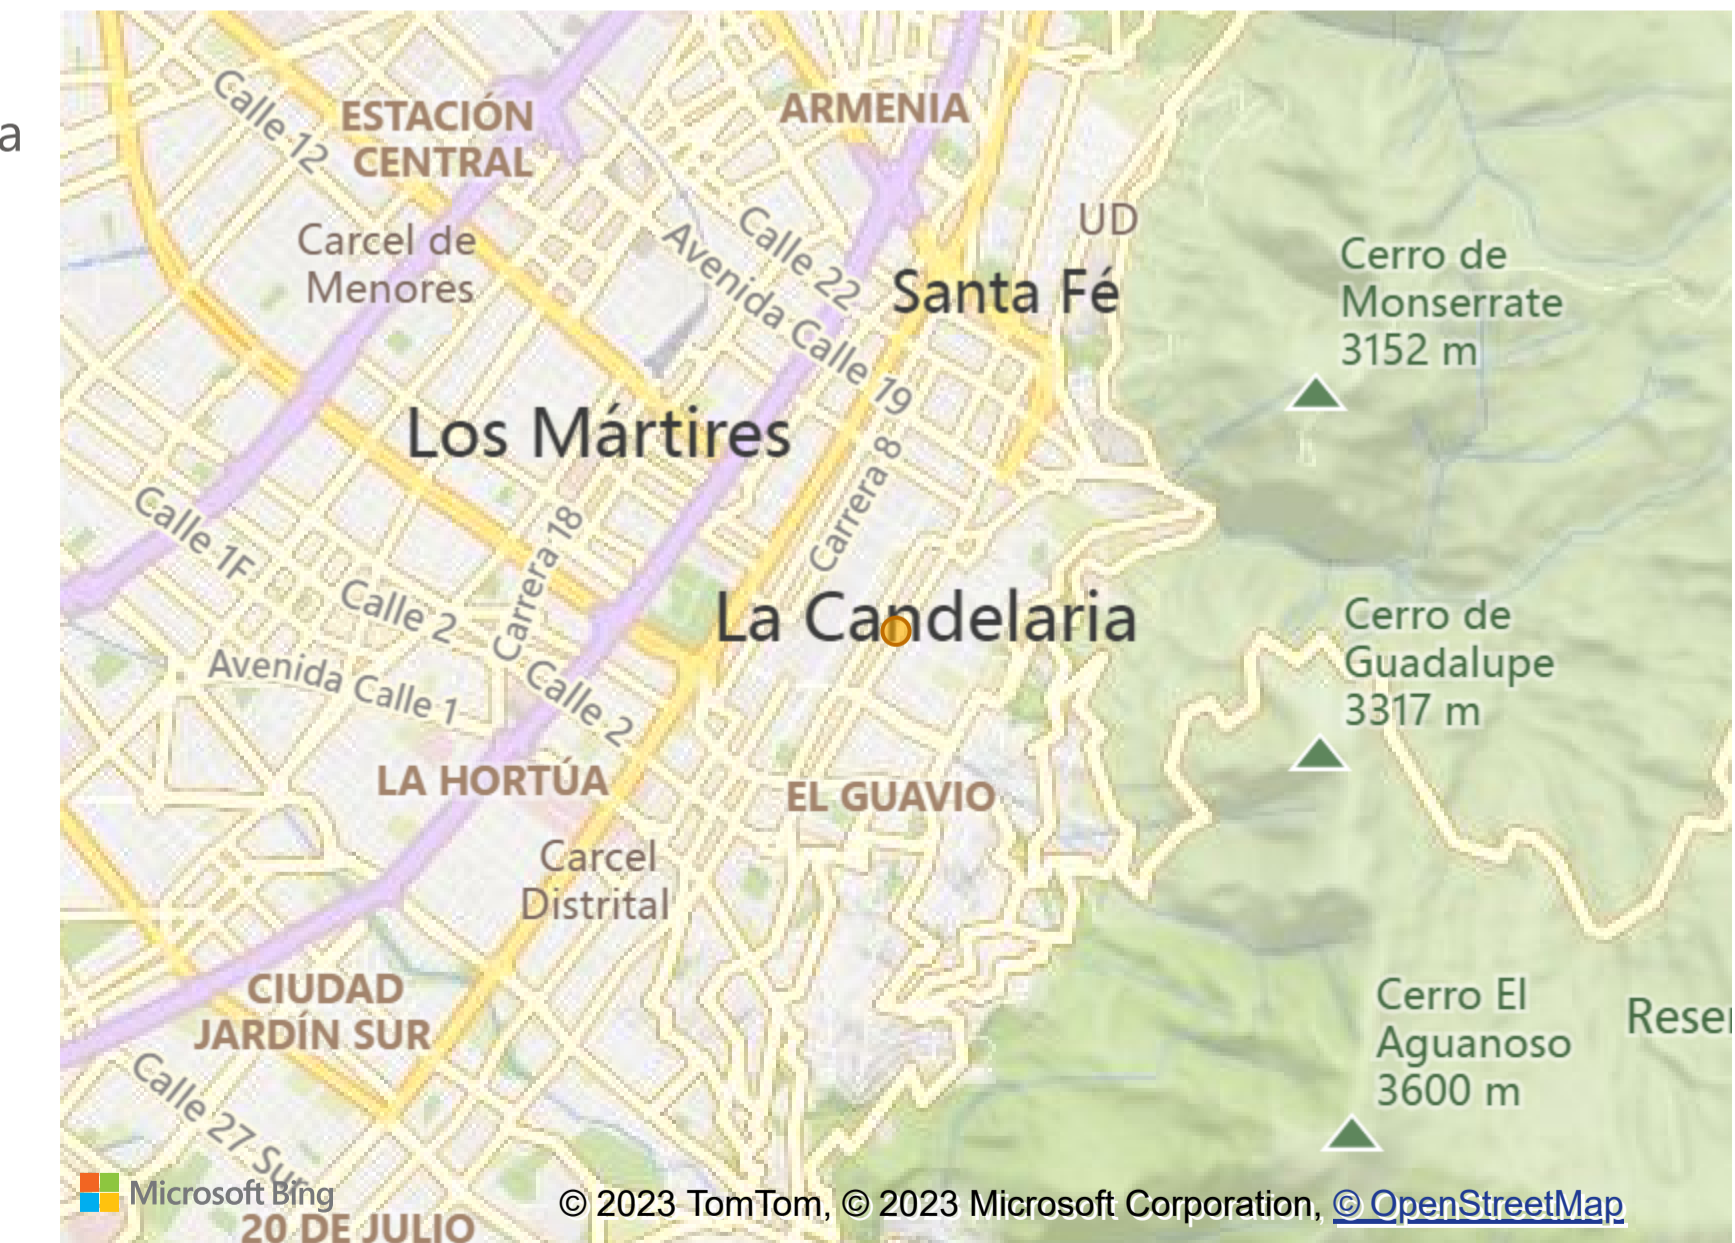 a
Calle 12
ESTACIÓN
CENTRAL
ARMENIA
Carcel de
Menores
Calle 22
Avenida Calle 19
UD
Santa Fé
Cerro de
Monserrate
3152 m
Los Mártires
Carrera 8
Calle 1F
Carrera 18
Calle 2
La Candelaria
Cerro de
Guadalupe
3317 m
Avenida Calle 1
Calle 2
LA HORTÚA
EL GUAVIO
Carcel
Distrital
CIUDAD
JARDÍN SUR
Cerro El
Aguanoso
3600 m
Reser
Calle 27 Sur
Microsoft Bing
© 2023 TomTom, © 2023 Microsoft Corporation, © OpenStreetMap
20 DE JULIO